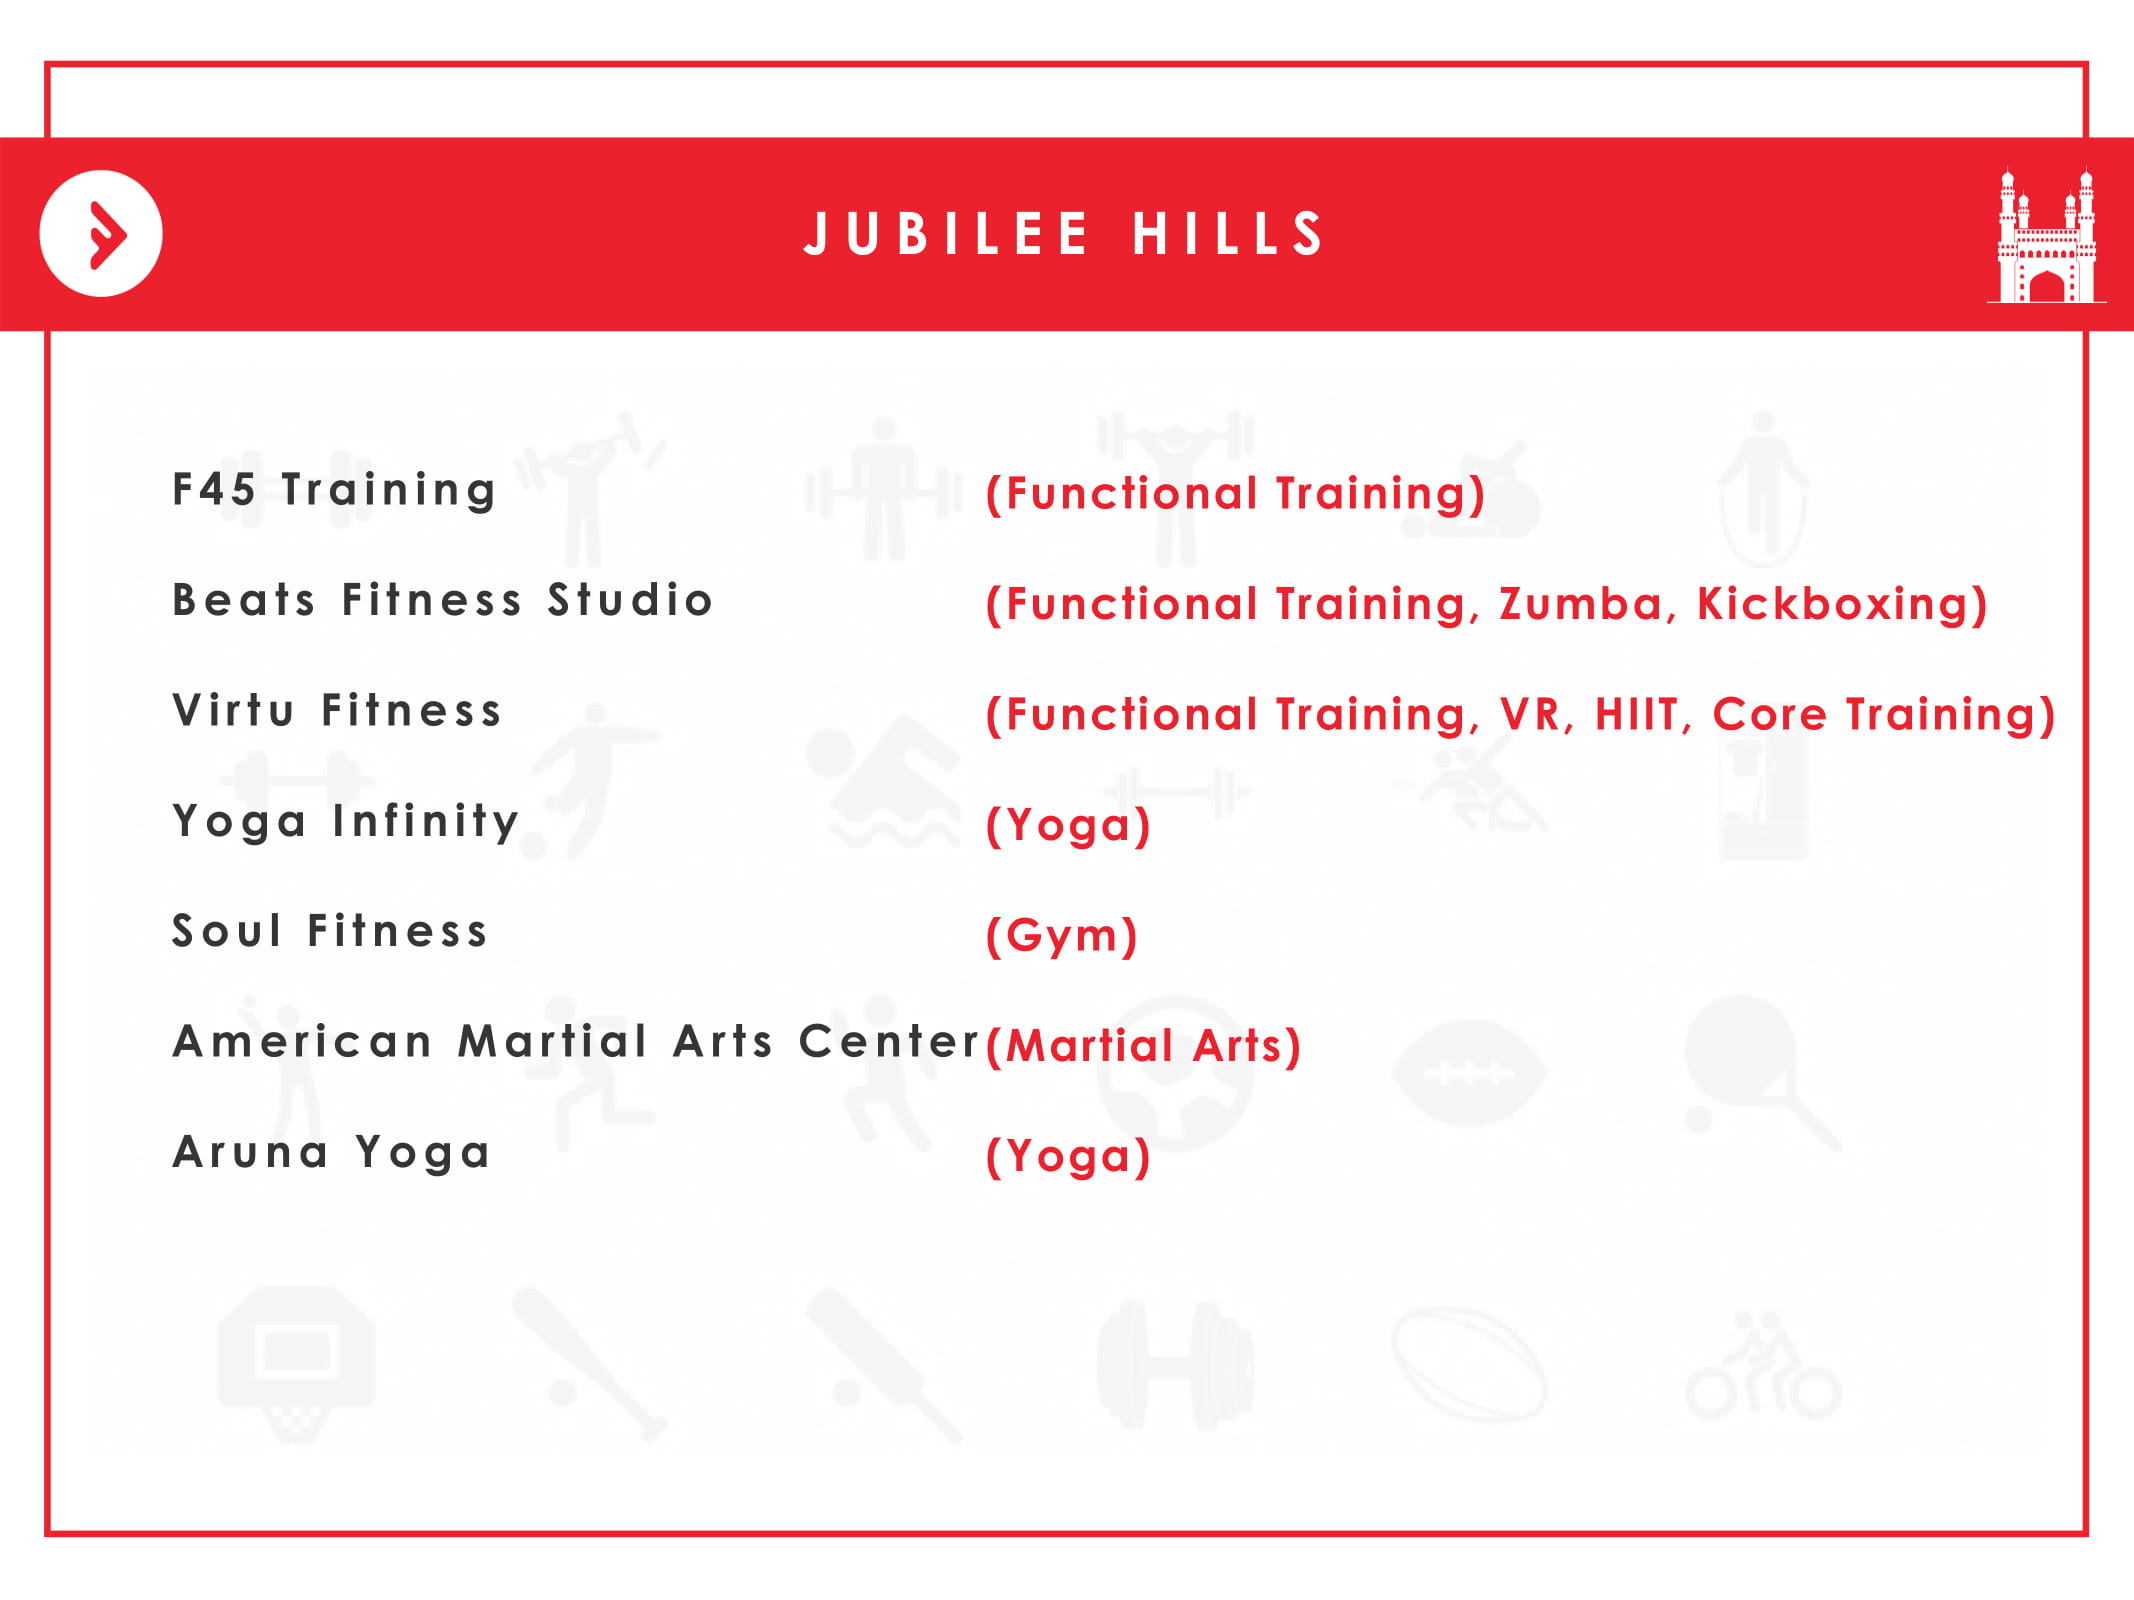 JUBILEE HILLS
F45 Training (Functional Training)
Beats Fitness Studio (Functional Training, Zumba, Kickboxing)
Virtu Fitness (Functional Training, VR, HIIT, Core Training)
Yoga Infinity (Yoga)
Soul Fitness (Gym)
American Martial Arts Center (Martial Arts)
Aruna Yoga (Yoga)